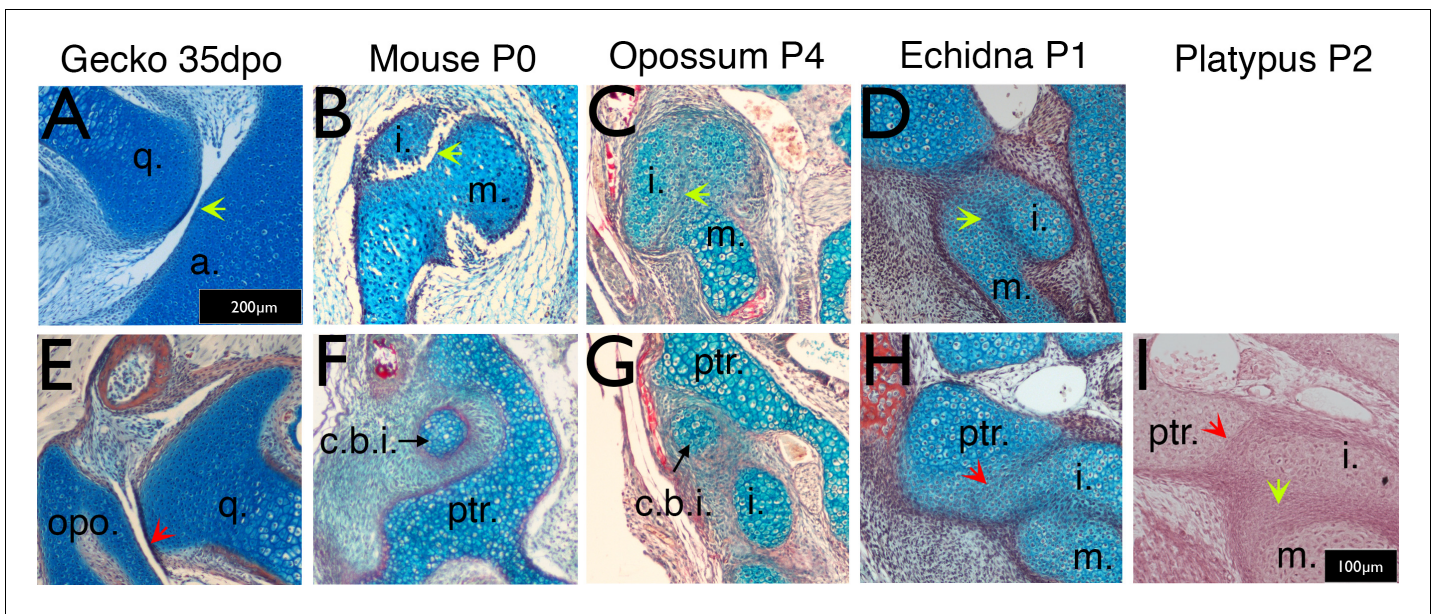 Gecko 35dpo Mouse P0 Opossum P4 Echidna P1 Platypus P2
A B C D
q. i. m. i. m. i. m.
a.
200µm
E F G H I
ptr. ptr. ptr.
c.b.i. i. i.
opo. q. ptr. c.b.i. i. m. m.
100µm